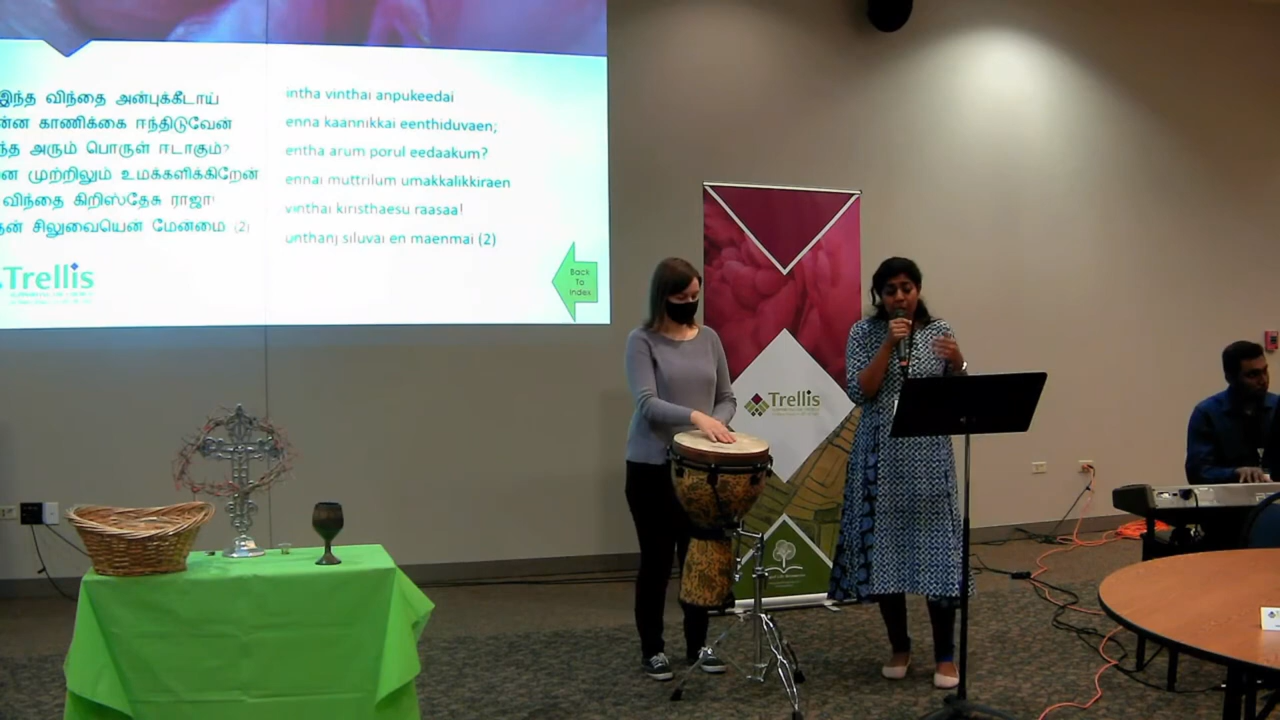 இந்த விந்தை அன்புக்கீடாய்
காணிக்கை ஈந்திடுவேன்
அரும் பொருள் ஈடாகும்?
முற்றிலும் உமக்களிக்கிறேன்
விந்தை கிறிஸ்தேசு ராஜா!
சிலுவையென் மேன்மை (2)
intha vinthai anpukeedai
enna kaannikkai eenthiduvaen;
entha arum porul eedaakum?
ennai muttrilum umakkalikkiraen
vinthai kiristhaesu raasaa!
unthanj siluvai en maenmai (2)
Trellis
Back
To
Index
Trellis